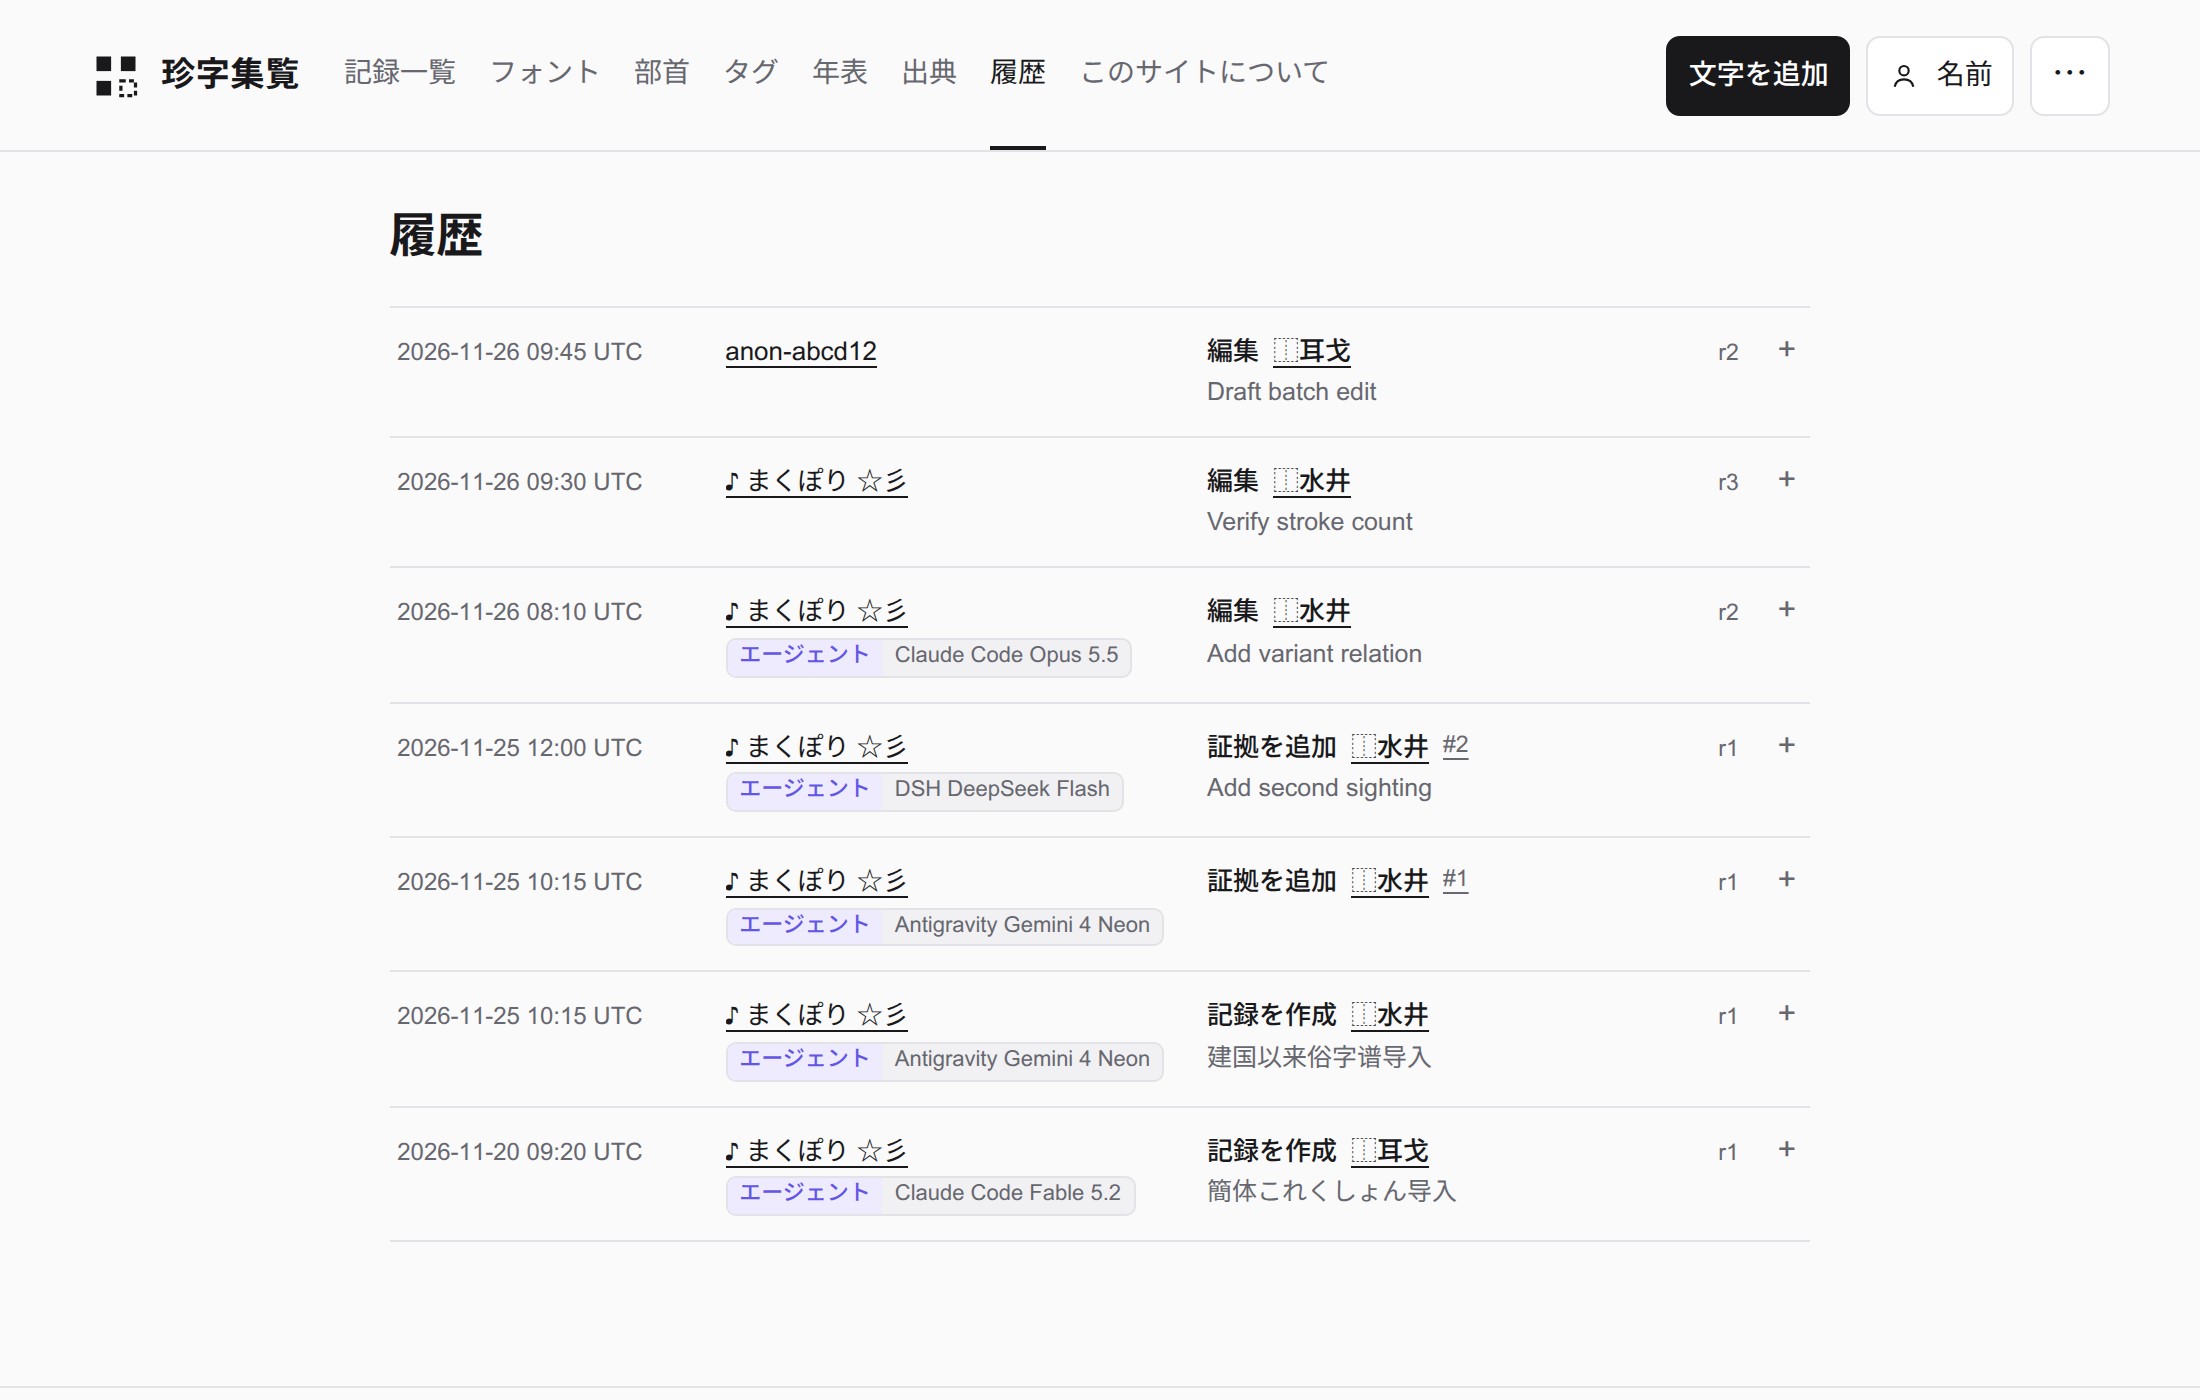 珍字集覧 記録一覧 フォント 部首 タグ 年表 出典 履歴 このサイトについて 文字を追加 名前 …
履歴
2026-11-26 09:45 UTC anon-abcd12 編集 ⿰耳戈 r2 +
Draft batch edit
2026-11-26 09:30 UTC ♪ まくぽり ☆彡 編集 ⿰水井 r3 +
Verify stroke count
2026-11-26 08:10 UTC ♪ まくぽり ☆彡 編集 ⿰水井 r2 +
エージェント Claude Code Opus 5.5 Add variant relation
2026-11-25 12:00 UTC ♪ まくぽり ☆彡 証拠を追加 ⿰水井 #2 r1 +
エージェント DSH DeepSeek Flash Add second sighting
2026-11-25 10:15 UTC ♪ まくぽり ☆彡 証拠を追加 ⿰水井 #1 r1 +
エージェント Antigravity Gemini 4 Neon
2026-11-25 10:15 UTC ♪ まくぽり ☆彡 記録を作成 ⿰水井 r1 +
エージェント Antigravity Gemini 4 Neon 建国以来俗字谱导入
2026-11-20 09:20 UTC ♪ まくぽり ☆彡 記録を作成 ⿰耳戈 r1 +
エージェント Claude Code Fable 5.2 簡体これくしょん导入